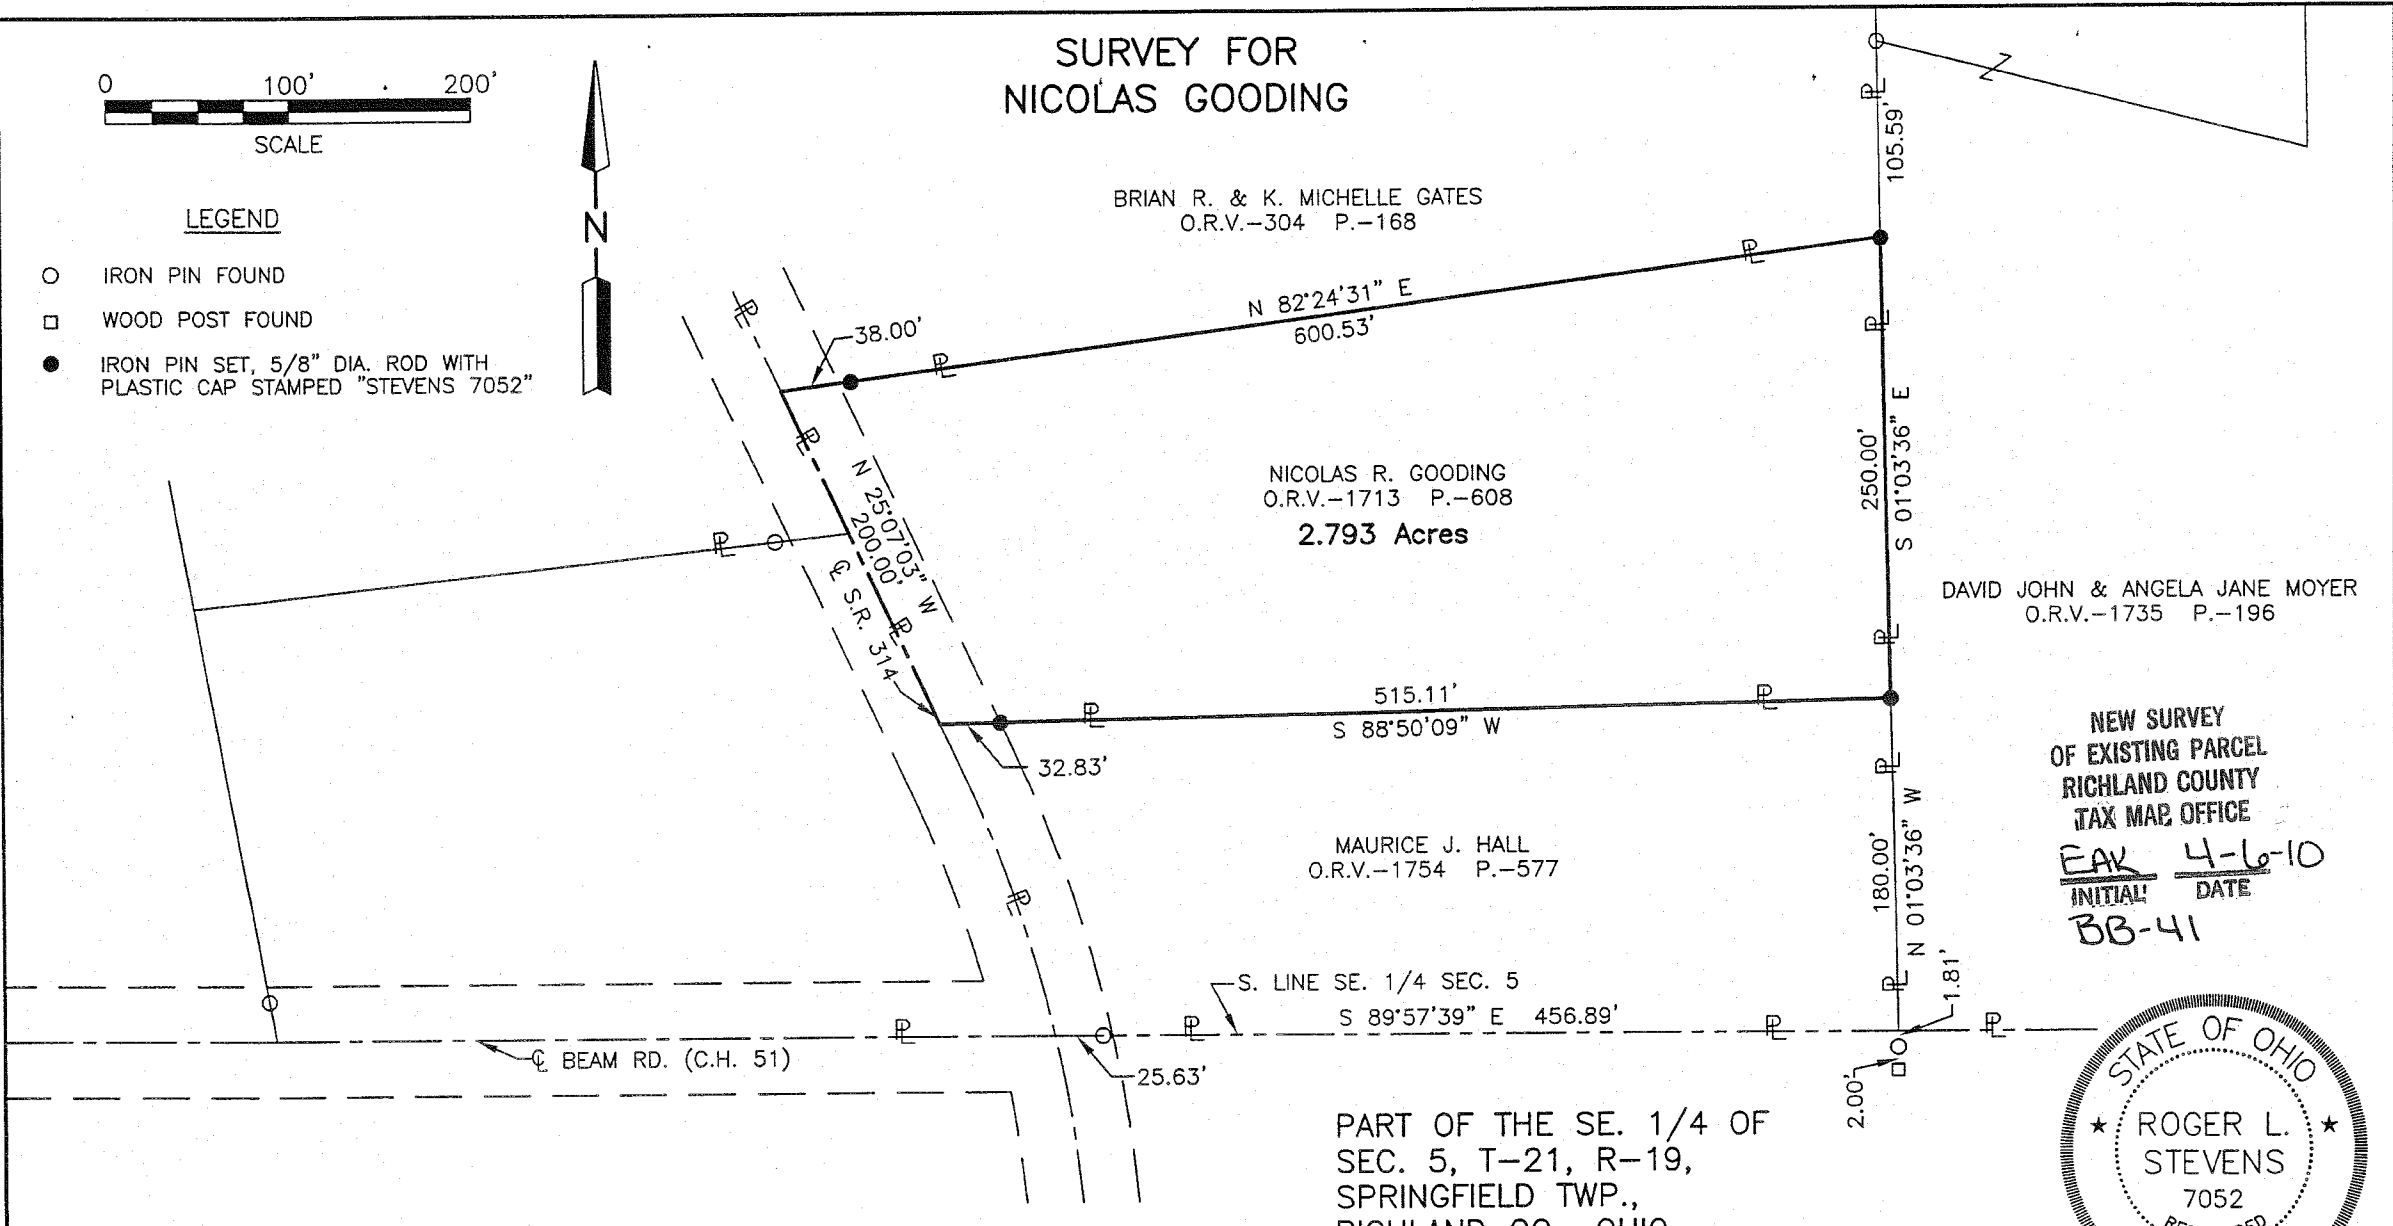 SURVEY FOR
NICOLAS GOODING
0 100' 200'
SCALE
LEGEND
IRON PIN FOUND
WOOD POST FOUND
IRON PIN SET, 5/8" DIA. ROD WITH
PLASTIC CAP STAMPED "STEVENS 7052"
N
BRIAN R. & K. MICHELLE GATES
O.R.V.-304 P.-168
105.59'
38.00'
N 82°24'31" E
600.53'
NICOLAS R. GOODING
O.R.V.-1713 P.-608
2.793 Acres
N 25°07'03" W
200.00'
℄ S.R. 314
250.00'
S 01°03'36" E
DAVID JOHN & ANGELA JANE MOYER
O.R.V.-1735 P.-196
515.11'
S 88°50'09" W
32.83'
MAURICE J. HALL
O.R.V.-1754 P.-577
180.00'
N 01°03'36" W
NEW SURVEY
OF EXISTING PARCEL
RICHLAND COUNTY
TAX MAP OFFICE
EAK 4-6-10
INITIAL DATE
BB-41
S. LINE SE. 1/4 SEC. 5
S 89°57'39" E 456.89'
1.81'
℄ BEAM RD. (C.H. 51)
25.63'
2.00'
PART OF THE SE. 1/4 OF
SEC. 5, T-21, R-19,
SPRINGFIELD TWP.,
RICHLAND CO., OHIO
STATE OF OHIO
★ ROGER L. ★
STEVENS
7052